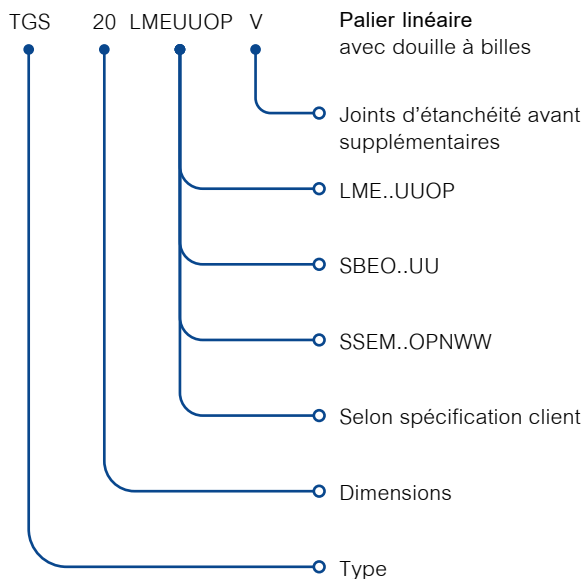 TGS 20 LMEUUOP V
Palier linéaire
avec douille à billes
Joints d'étanchéité avant
supplémentaires
LME..UUOP
SBEO..UU
SSEM..OPNWW
Selon spécification client
Dimensions
Type